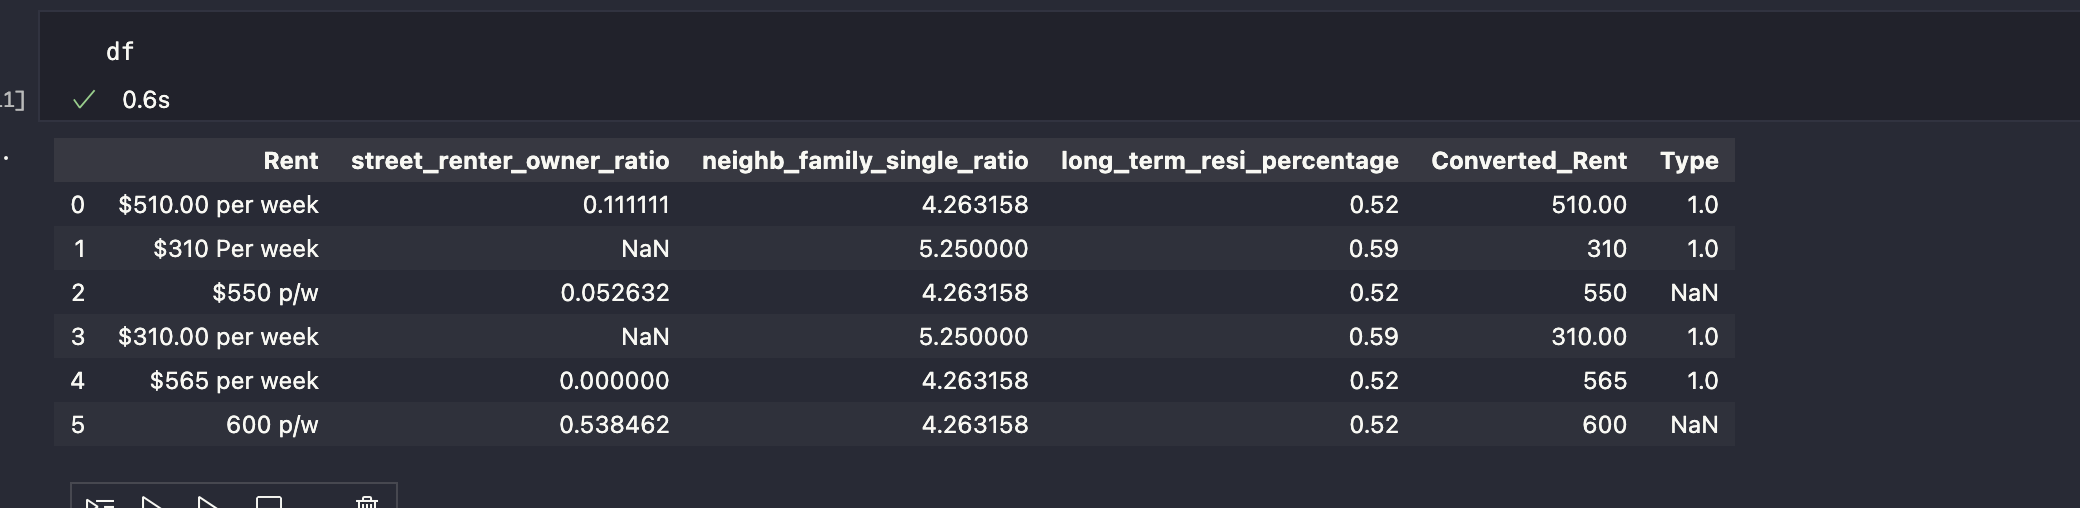 df
11]
0.6s
Rent street_renter_owner_ratio neighb_family_single_ratio long_term_resi_percentage Converted_Rent Type
0 $510.00 per week 0.111111 4.263158 0.52 510.00 1.0
1 $310 Per week NaN 5.250000 0.59 310 1.0
2 $550 p/w 0.052632 4.263158 0.52 550 NaN
3 $310.00 per week NaN 5.250000 0.59 310.00 1.0
4 $565 per week 0.000000 4.263158 0.52 565 1.0
5 600 p/w 0.538462 4.263158 0.52 600 NaN